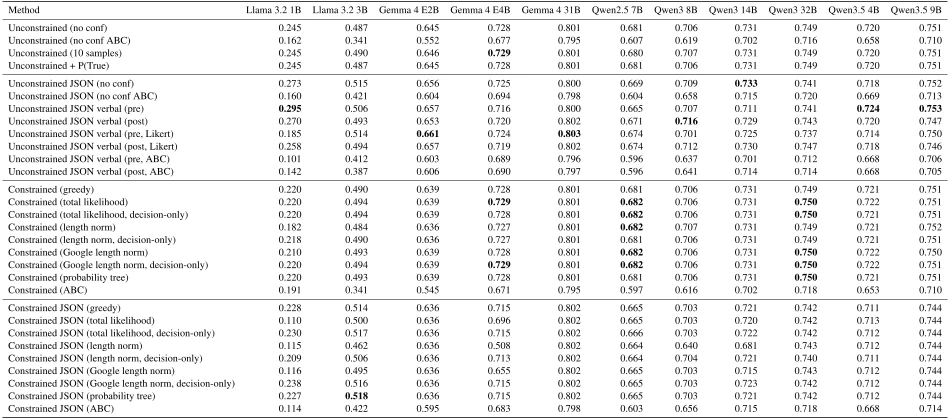 Method Llama 3.2 1B Llama 3.2 3B Gemma 4 E2B Gemma 4 E4B Gemma 4 31B Qwen2.5 7B Qwen3 8B Qwen3 14B Qwen3 32B Qwen3.5 4B Qwen3.5 9B
Unconstrained (no conf) 0.245 0.487 0.645 0.728 0.801 0.681 0.706 0.731 0.749 0.720 0.751
Unconstrained (no conf ABC) 0.162 0.341 0.552 0.677 0.795 0.607 0.619 0.702 0.716 0.658 0.710
Unconstrained (10 samples) 0.245 0.490 0.646 0.729 0.801 0.680 0.707 0.731 0.749 0.720 0.751
Unconstrained + P(True) 0.245 0.487 0.645 0.728 0.801 0.681 0.706 0.731 0.749 0.720 0.751
Unconstrained JSON (no conf) 0.273 0.515 0.656 0.725 0.800 0.669 0.709 0.733 0.741 0.718 0.752
Unconstrained JSON (no conf ABC) 0.160 0.421 0.604 0.694 0.798 0.604 0.658 0.715 0.720 0.669 0.713
Unconstrained JSON verbal (pre) 0.295 0.506 0.657 0.716 0.800 0.665 0.707 0.711 0.741 0.724 0.753
Unconstrained JSON verbal (post) 0.270 0.493 0.653 0.720 0.802 0.671 0.716 0.729 0.743 0.720 0.747
Unconstrained JSON verbal (pre, Likert) 0.185 0.514 0.661 0.724 0.803 0.674 0.701 0.725 0.737 0.714 0.750
Unconstrained JSON verbal (post, Likert) 0.258 0.494 0.657 0.719 0.802 0.674 0.712 0.730 0.747 0.718 0.746
Unconstrained JSON verbal (pre, ABC) 0.101 0.412 0.603 0.689 0.796 0.596 0.637 0.701 0.712 0.668 0.706
Unconstrained JSON verbal (post, ABC) 0.142 0.387 0.606 0.690 0.797 0.596 0.641 0.714 0.714 0.668 0.705
Constrained (greedy) 0.220 0.490 0.639 0.728 0.801 0.681 0.706 0.731 0.749 0.721 0.751
Constrained (total likelihood) 0.220 0.494 0.639 0.729 0.801 0.682 0.706 0.731 0.750 0.722 0.751
Constrained (total likelihood, decision-only) 0.220 0.494 0.639 0.728 0.801 0.682 0.706 0.731 0.750 0.721 0.751
Constrained (length norm) 0.182 0.484 0.636 0.727 0.801 0.682 0.707 0.731 0.749 0.721 0.752
Constrained (length norm, decision-only) 0.218 0.490 0.636 0.727 0.801 0.681 0.706 0.731 0.749 0.721 0.751
Constrained (Google length norm) 0.210 0.493 0.639 0.728 0.801 0.682 0.706 0.731 0.750 0.722 0.750
Constrained (Google length norm, decision-only) 0.220 0.494 0.639 0.729 0.801 0.682 0.706 0.731 0.750 0.722 0.751
Constrained (probability tree) 0.220 0.493 0.639 0.728 0.801 0.681 0.706 0.731 0.750 0.721 0.751
Constrained (ABC) 0.191 0.341 0.545 0.671 0.795 0.597 0.616 0.702 0.718 0.653 0.710
Constrained JSON (greedy) 0.228 0.514 0.636 0.715 0.802 0.665 0.703 0.721 0.742 0.711 0.744
Constrained JSON (total likelihood) 0.110 0.500 0.636 0.696 0.802 0.665 0.703 0.720 0.742 0.713 0.744
Constrained JSON (total likelihood, decision-only) 0.230 0.517 0.636 0.715 0.802 0.666 0.703 0.722 0.742 0.712 0.744
Constrained JSON (length norm) 0.115 0.462 0.636 0.508 0.802 0.664 0.640 0.681 0.743 0.712 0.744
Constrained JSON (length norm, decision-only) 0.209 0.506 0.636 0.713 0.802 0.664 0.704 0.721 0.740 0.711 0.744
Constrained JSON (Google length norm) 0.116 0.495 0.636 0.655 0.802 0.665 0.703 0.715 0.743 0.712 0.744
Constrained JSON (Google length norm, decision-only) 0.238 0.516 0.636 0.715 0.802 0.665 0.703 0.723 0.742 0.712 0.744
Constrained JSON (probability tree) 0.227 0.518 0.636 0.715 0.802 0.665 0.703 0.721 0.742 0.712 0.744
Constrained JSON (ABC) 0.114 0.422 0.595 0.683 0.798 0.603 0.656 0.715 0.718 0.668 0.714